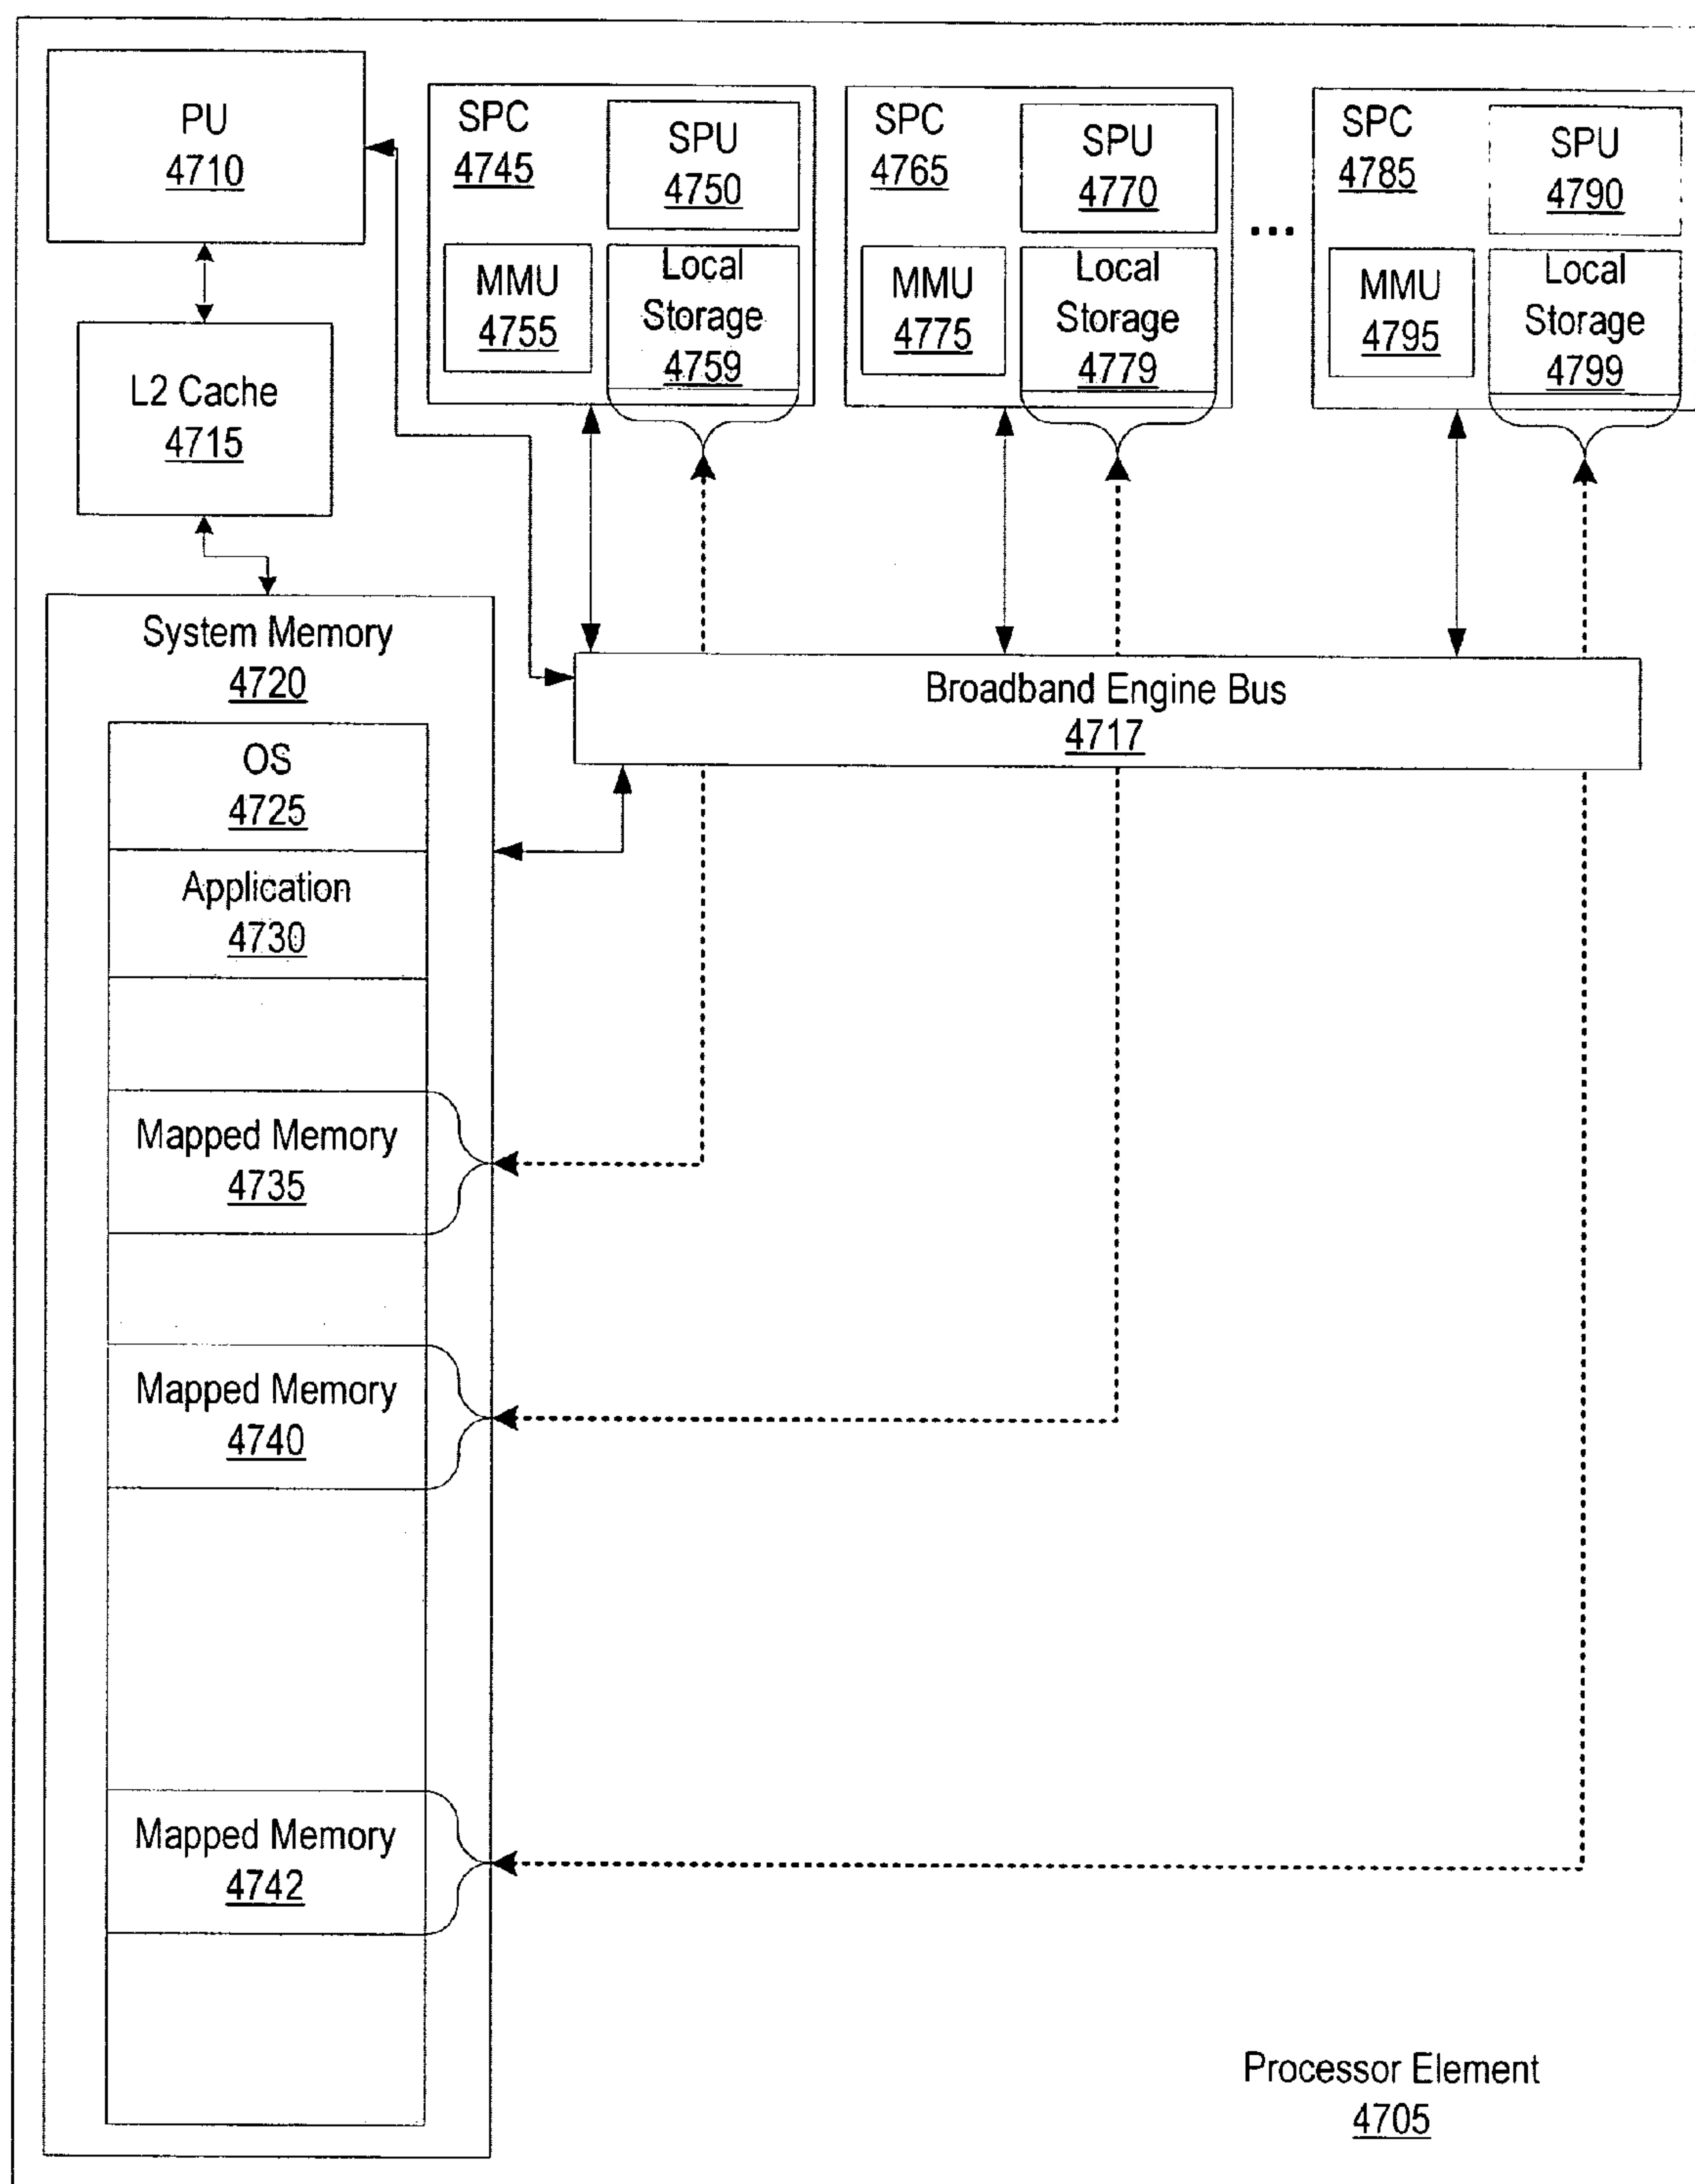 PU
4710
SPC
4745
SPU
4750
MMU
4755
Local
Storage
4759
SPC
4765
SPU
4770
MMU
4775
Local
Storage
4779
...
SPC
4785
SPU
4790
MMU
4795
Local
Storage
4799
L2 Cache
4715
System Memory
4720
Broadband Engine Bus
4717
OS
4725
Application
4730
Mapped Memory
4735
Mapped Memory
4740
Mapped Memory
4742
Processor Element
4705